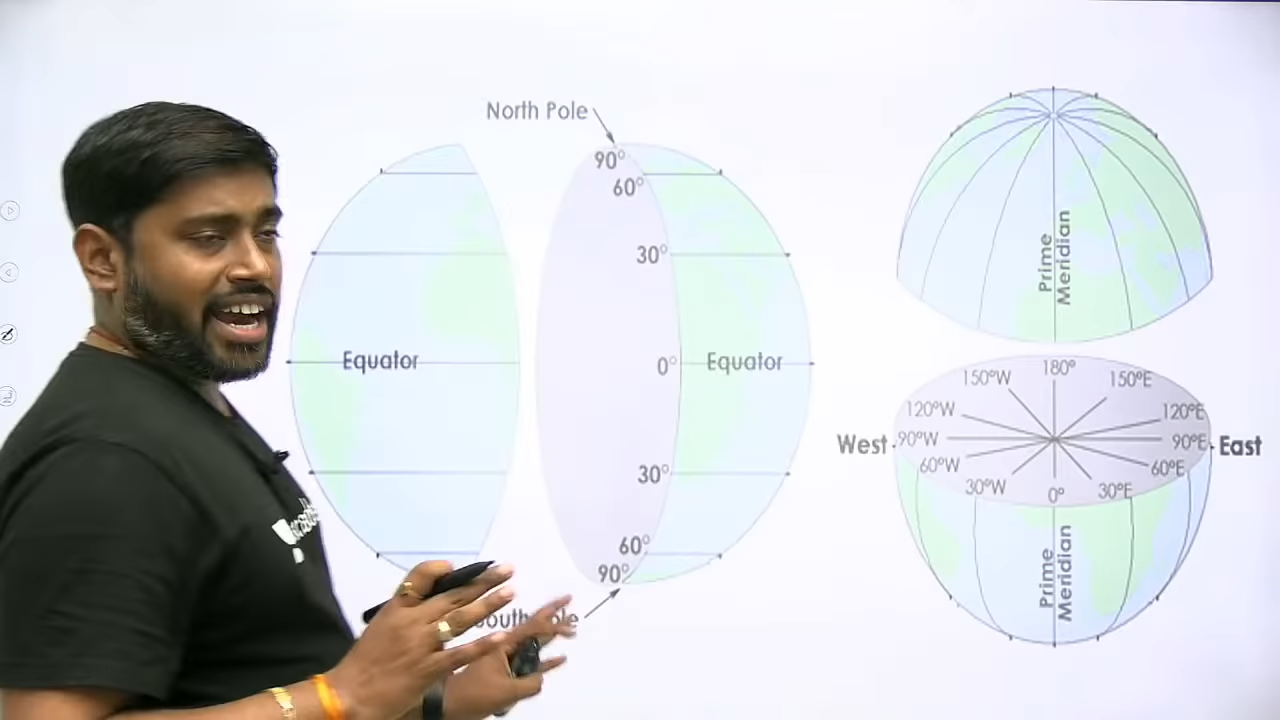 North Pole
90°
60°
30°
0°
30°
60°
90°
Equator
Equator
Prime
Meridian
180°
150°W
150°E
120°W
120°E
West
90°W
90°E
East
60°W
60°E
30°W
0°
30°E
Prime
Meridian